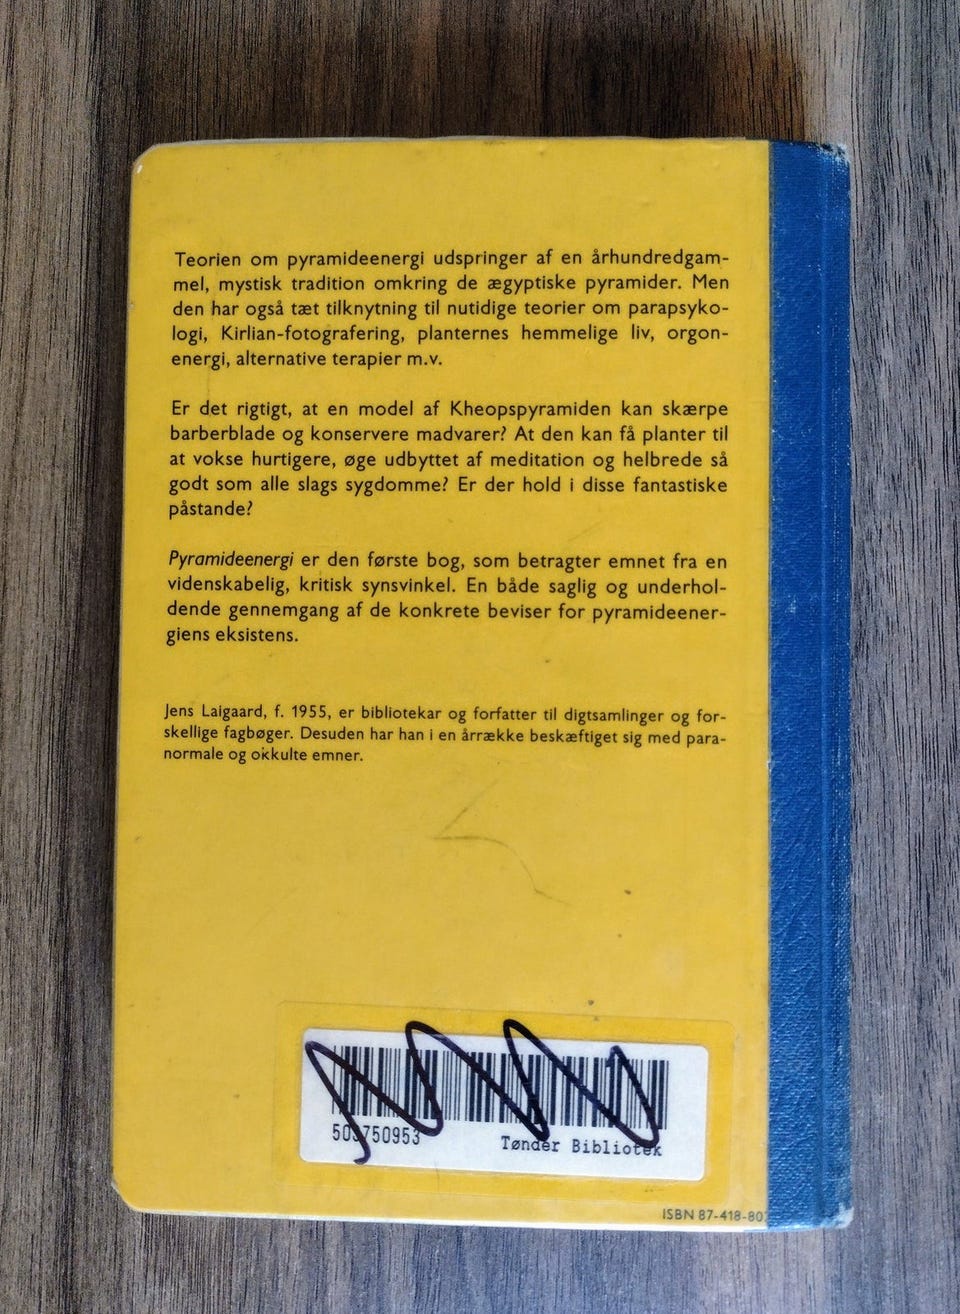 Teorien om pyramideenergi udspringer af en århundredgam-
mel, mystisk tradition omkring de ægyptiske pyramider. Men
den har også tæt tilknytning til nutidige teorier om parapsyko-
logi, Kirlian-fotografering, planternes hemmelige liv, orgon-
energi, alternative terapier m.v.
Er det rigtigt, at en model af Kheopspyramiden kan skærpe
barberblade og konservere madvarer? At den kan få planter til
at vokse hurtigere, øge udbyttet af meditation og helbrede så
godt som alle slags sygdomme? Er der hold i disse fantastiske
påstande?
Pyramideenergi er den første bog, som betragter emnet fra en
videnskabelig, kritisk synsvinkel. En både saglig og underhol-
dende gennemgang af de konkrete beviser for pyramideener-
giens eksistens.
Jens Laigaard, f. 1955, er bibliotekar og forfatter til digtsamlinger og for-
skellige fagbøger. Desuden har han i en årrække beskæftiget sig med para-
normale og okkulte emner.
503750953
Tønder Bibliotek
ISBN 87-418-80